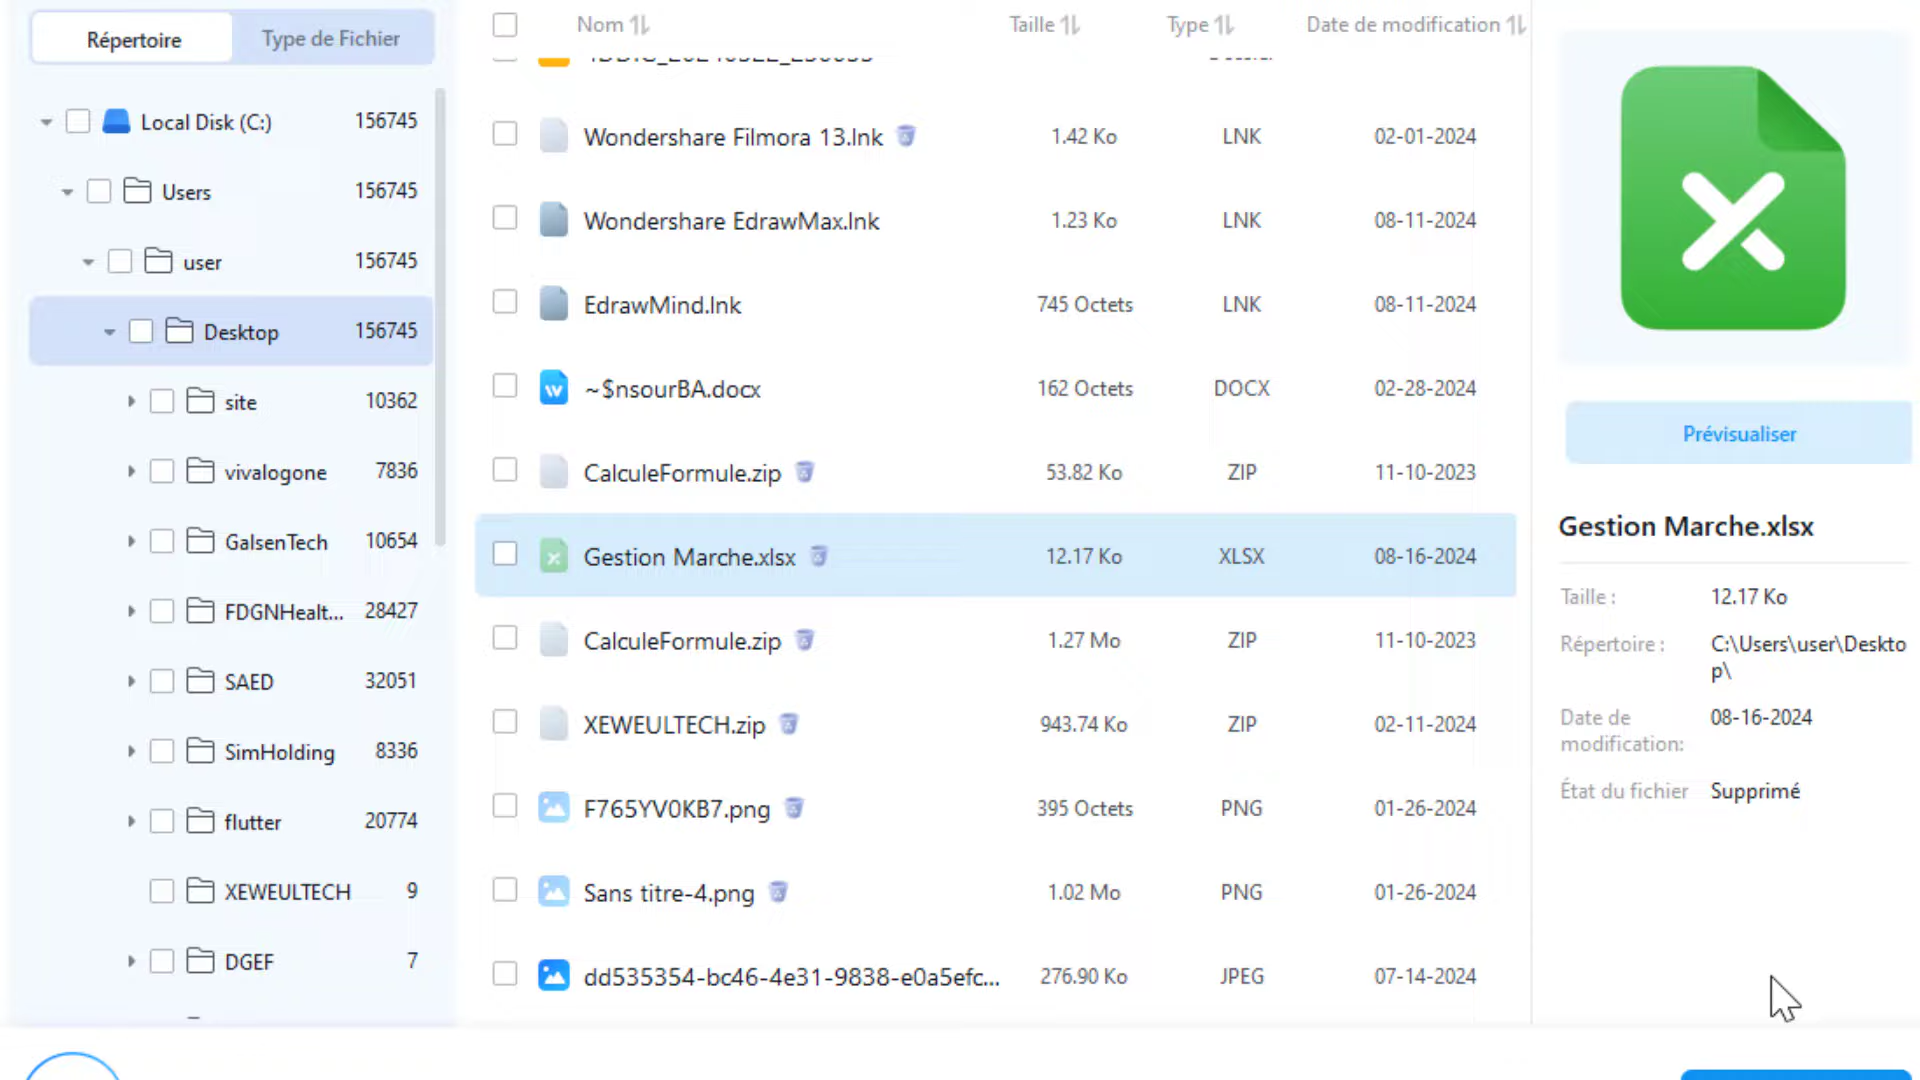 Répertoire
Type de Fichier
Local Disk (C:) 156745
Users 156745
user 156745
Desktop 156745
site 10362
vivalogone 7836
GalsenTech 10654
FDGNHealt... 28427
SAED 32051
SimHolding 8336
flutter 20774
XEWEULTECH 9
DGEF 7
Nom Taille Type Date de modification
Wondershare Filmora 13.lnk 1.42 Ko LNK 02-01-2024
Wondershare EdrawMax.lnk 1.23 Ko LNK 08-11-2024
EdrawMind.lnk 745 Octets LNK 08-11-2024
~$nsourBA.docx 162 Octets DOCX 02-28-2024
CalculeFormule.zip 53.82 Ko ZIP 11-10-2023
Gestion Marche.xlsx 12.17 Ko XLSX 08-16-2024
CalculeFormule.zip 1.27 Mo ZIP 11-10-2023
XEWEULTECH.zip 943.74 Ko ZIP 02-11-2024
F765YV0KB7.png 395 Octets PNG 01-26-2024
Sans titre-4.png 1.02 Mo PNG 01-26-2024
dd535354-bc46-4e31-9838-e0a5efc... 276.90 Ko JPEG 07-14-2024
Prévisualiser
Gestion Marche.xlsx
Taille : 12.17 Ko
Répertoire : C:\Users\user\Deskto
p\
Date de 08-16-2024
modification:
État du fichier Supprimé